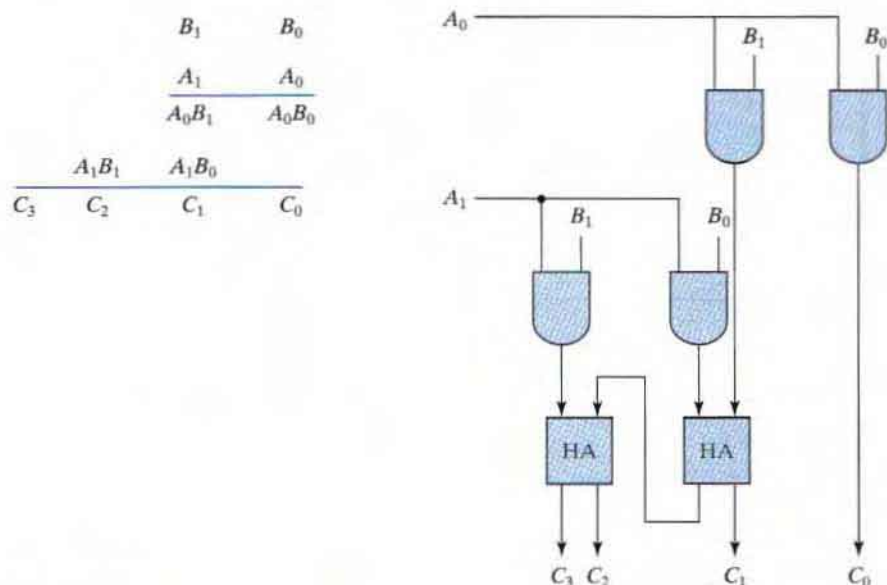 B₁ B₀
A₁ A₀
A₀B₁ A₀B₀
A₁B₁ A₁B₀
C₃ C₂ C₁ C₀
A₀
B₁ B₀
A₁
B₁ B₀
HA HA
C₃ C₂ C₁ C₀